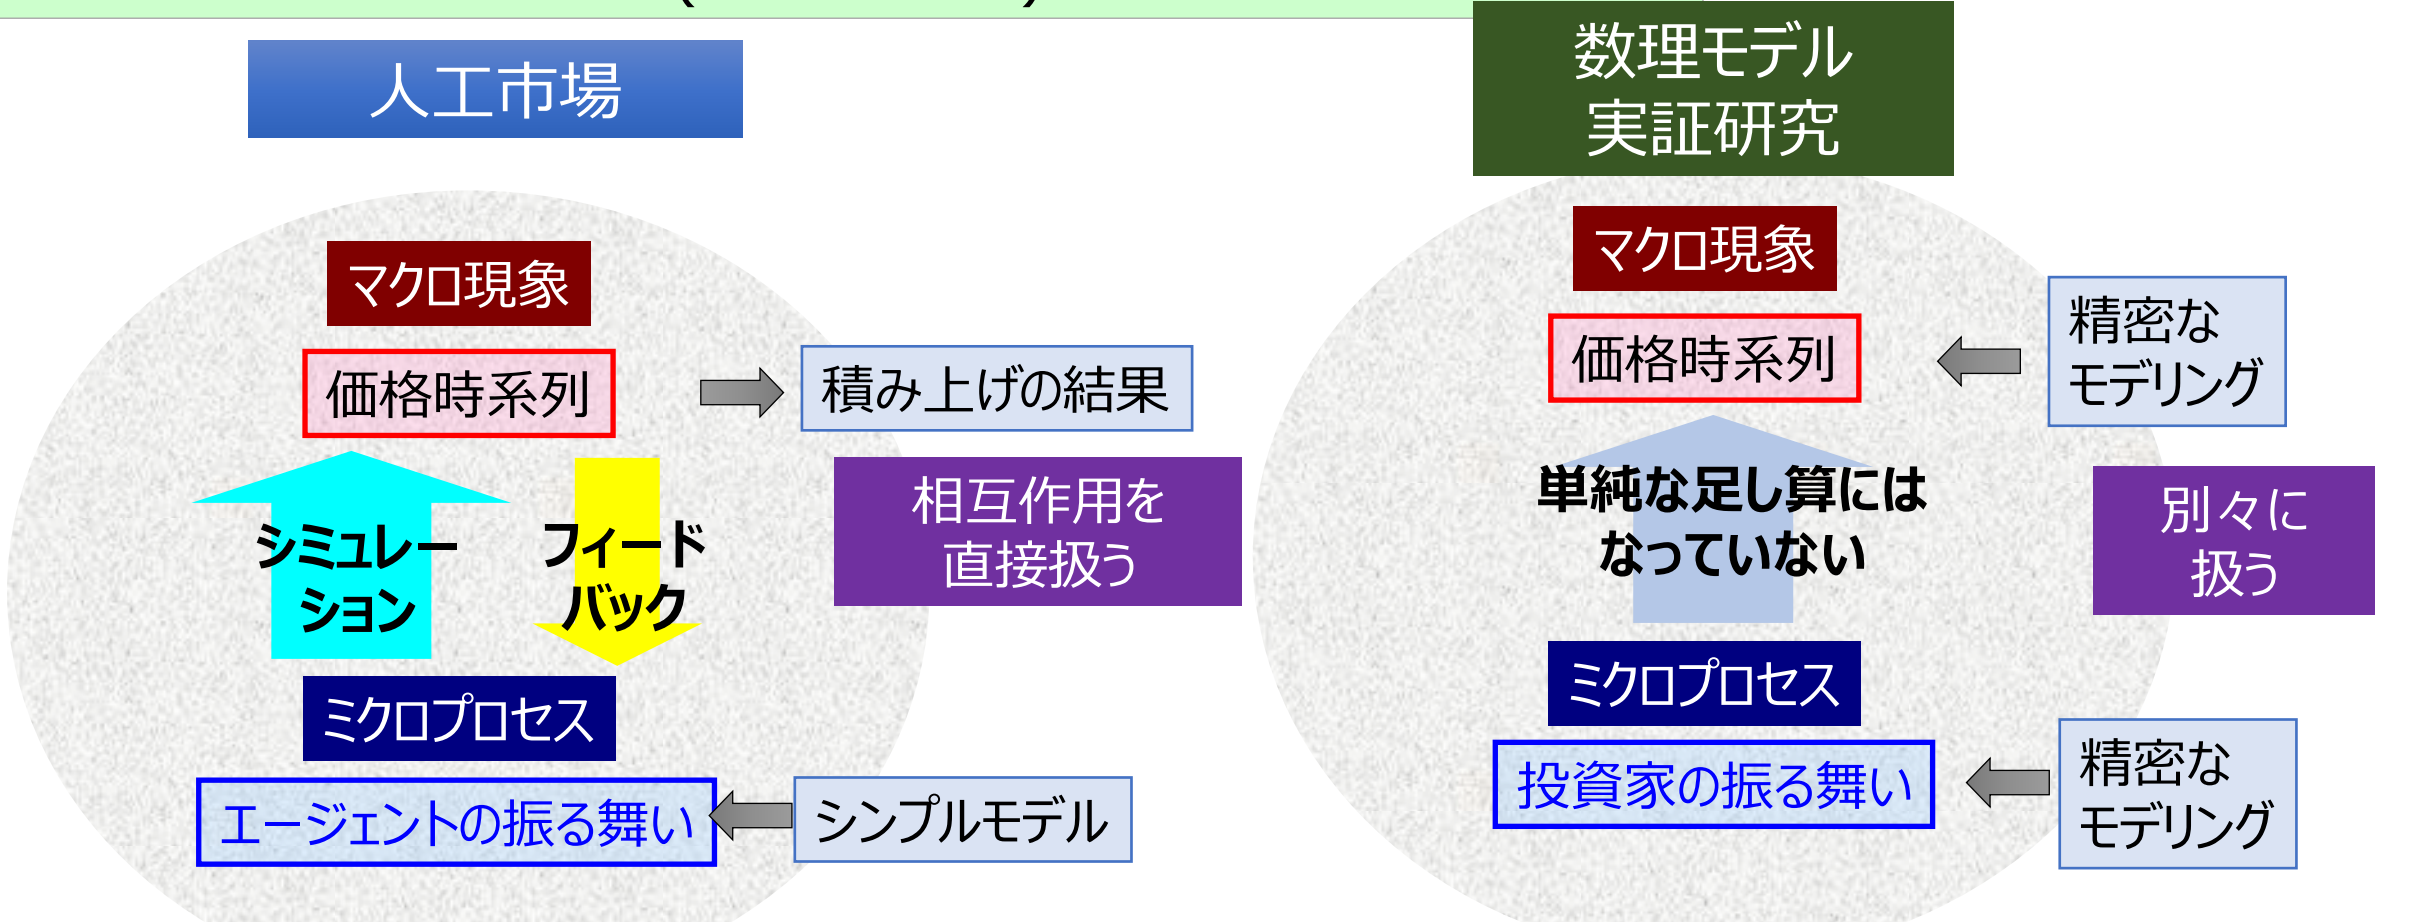 人工市場
マクロ現象
価格時系列
積み上げの結果
シミュレー
ション
フィード
バック
相互作用を
直接扱う
ミクロプロセス
エージェントの振る舞い
シンプルモデル
数理モデル
実証研究
マクロ現象
価格時系列
精密な
モデリング
単純な足し算には
なっていない
別々に
扱う
ミクロプロセス
投資家の振る舞い
精密な
モデリング